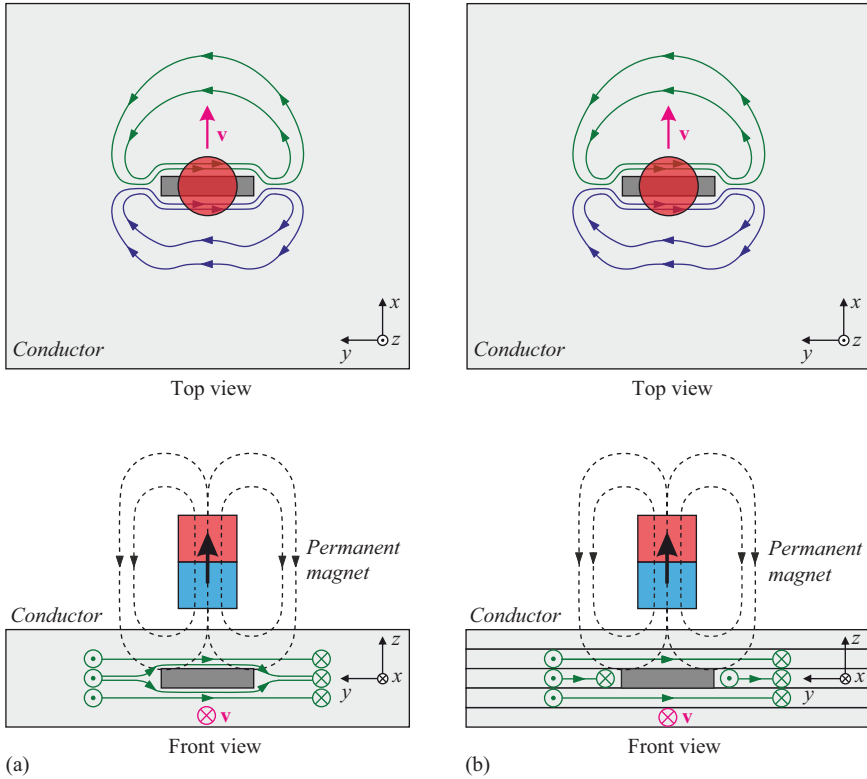 v
v
x
z
y
Conductor
x
z
y
Conductor
Top view
Top view
Permanent
magnet
Permanent
magnet
Conductor
Conductor
z
y
x
z
y
x
v
v
(a)
Front view
(b)
Front view